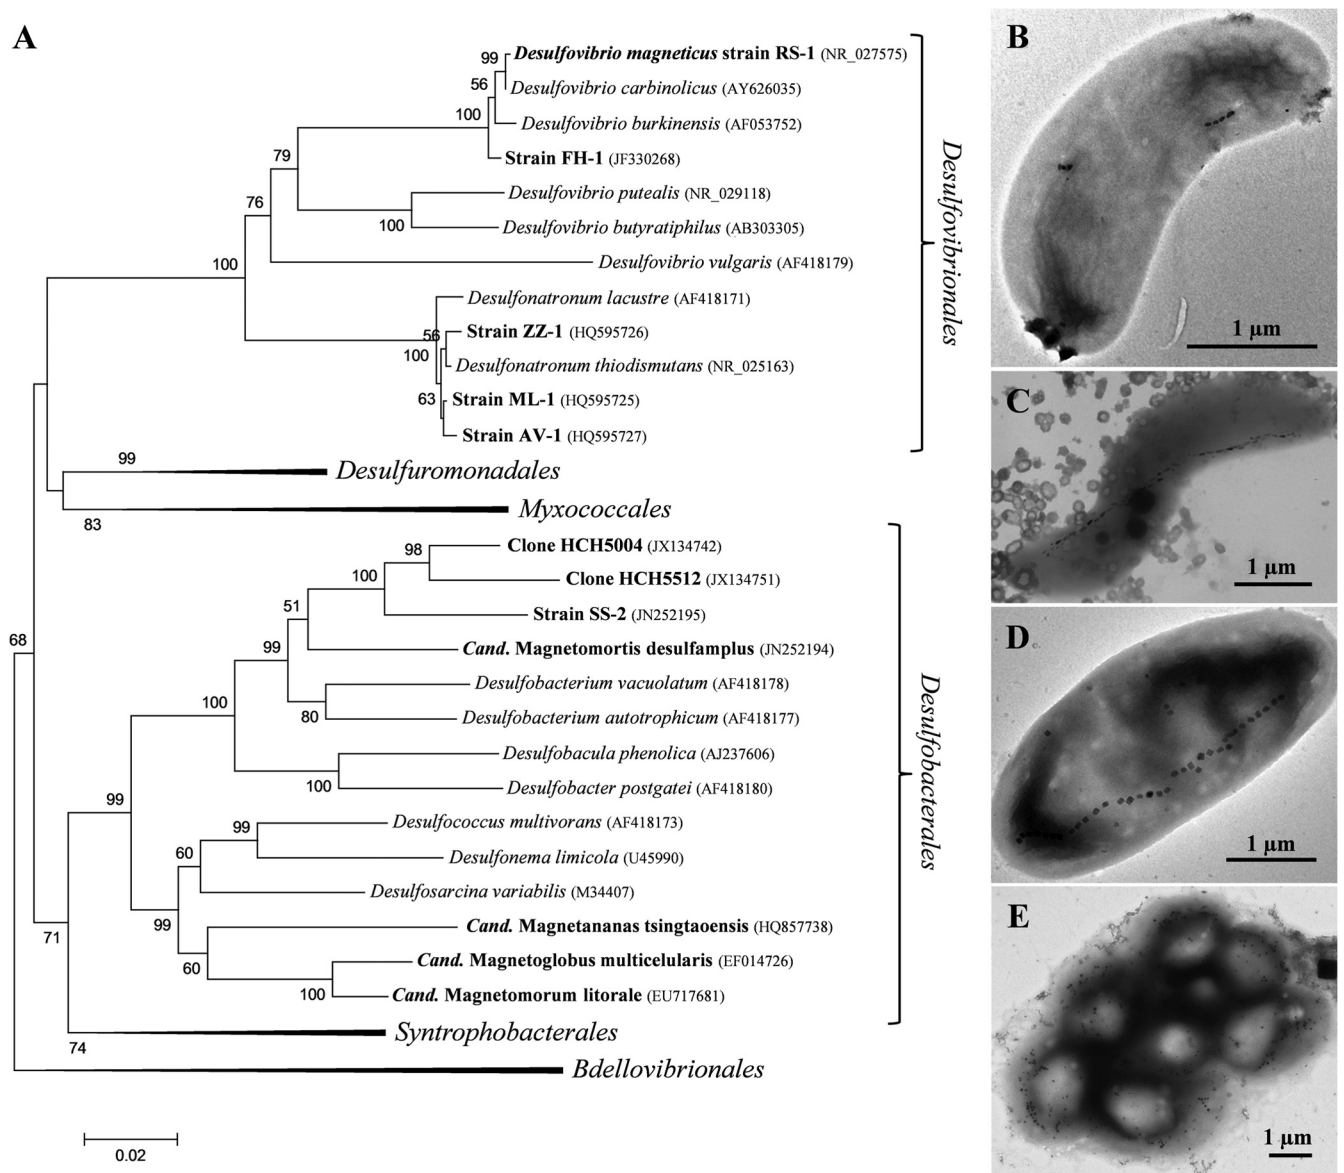 A
99 Desulfovibrio magneticus strain RS-1 (NR_027575)
56 Desulfovibrio carbinolicus (AY626035)
100 Desulfovibrio burkinensis (AF053752)
79 Strain FH-1 (JF330268)
Desulfovibrio putealis (NR_029118)
76
100 Desulfovibrio butyratiphilus (AB303305)
100 Desulfovibrio vulgaris (AF418179)
Desulfonatronum lacustre (AF418171)
56 Strain ZZ-1 (HQ595726)
100 Desulfonatronum thiodismutans (NR_025163)
63 Strain ML-1 (HQ595725)
Strain AV-1 (HQ595727)
Desulfovibrionales
99 Desulfuromonadales
83 Myxococcales
98 Clone HCH5004 (JX134742)
100 Clone HCH5512 (JX134751)
51 Strain SS-2 (JN252195)
68
99 Cand. Magnetomortis desulfamplus (JN252194)
Desulfobacterium vacuolatum (AF418178)
100 80 Desulfobacterium autotrophicum (AF418177)
Desulfobacula phenolica (AJ237606)
100 Desulfobacter postgatei (AF418180)
99
99 Desulfococcus multivorans (AF418173)
60 Desulfonema limicola (U45990)
Desulfosarcina variabilis (M34407)
99 Cand. Magnetananas tsingtaoensis (HQ857738)
71
60 Cand. Magnetoglobus multicelularis (EF014726)
100 Cand. Magnetomorum litorale (EU717681)
Desulfobacterales
74 Syntrophobacterales
Bdellovibrionales
0.02
B
1 μm
C
1 μm
D
1 μm
E
1 μm